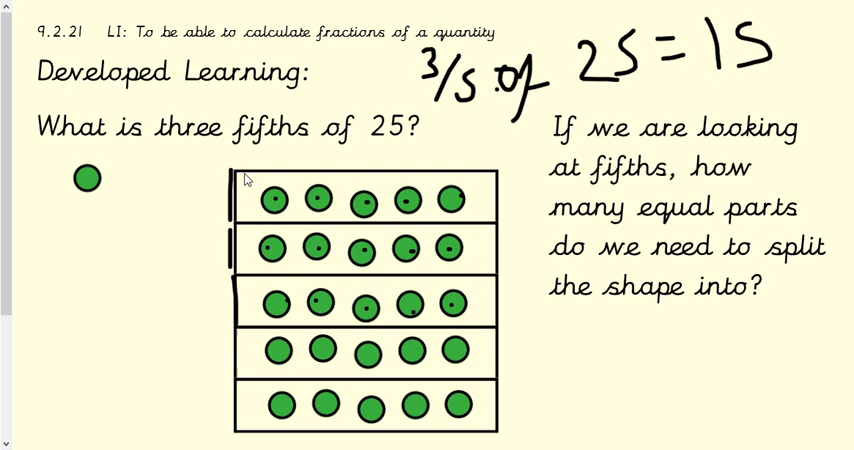 9.2.21 LI: To be able to calculate fractions of a quantity
Developed Learning:
3/5 of 25 = 15
What is three fifths of 25?
If we are looking
at fifths, how
many equal parts
do we need to split
the shape into?